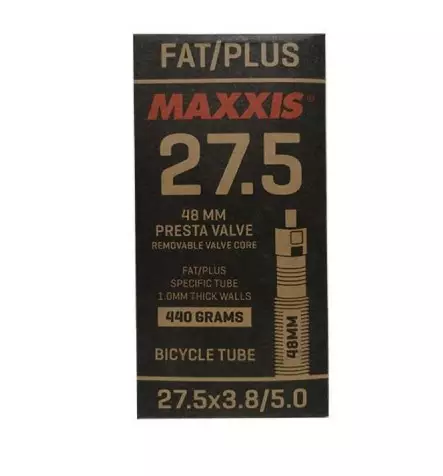 FAT/PLUS
MAXXIS®
27.5
48 MM
PRESTA VALVE
REMOVABLE VALVE CORE
FAT/PLUS
SPECIFIC TUBE
1.0MM THICK WALLS
440 GRAMS
48MM
BICYCLE TUBE
27.5x3.8/5.0